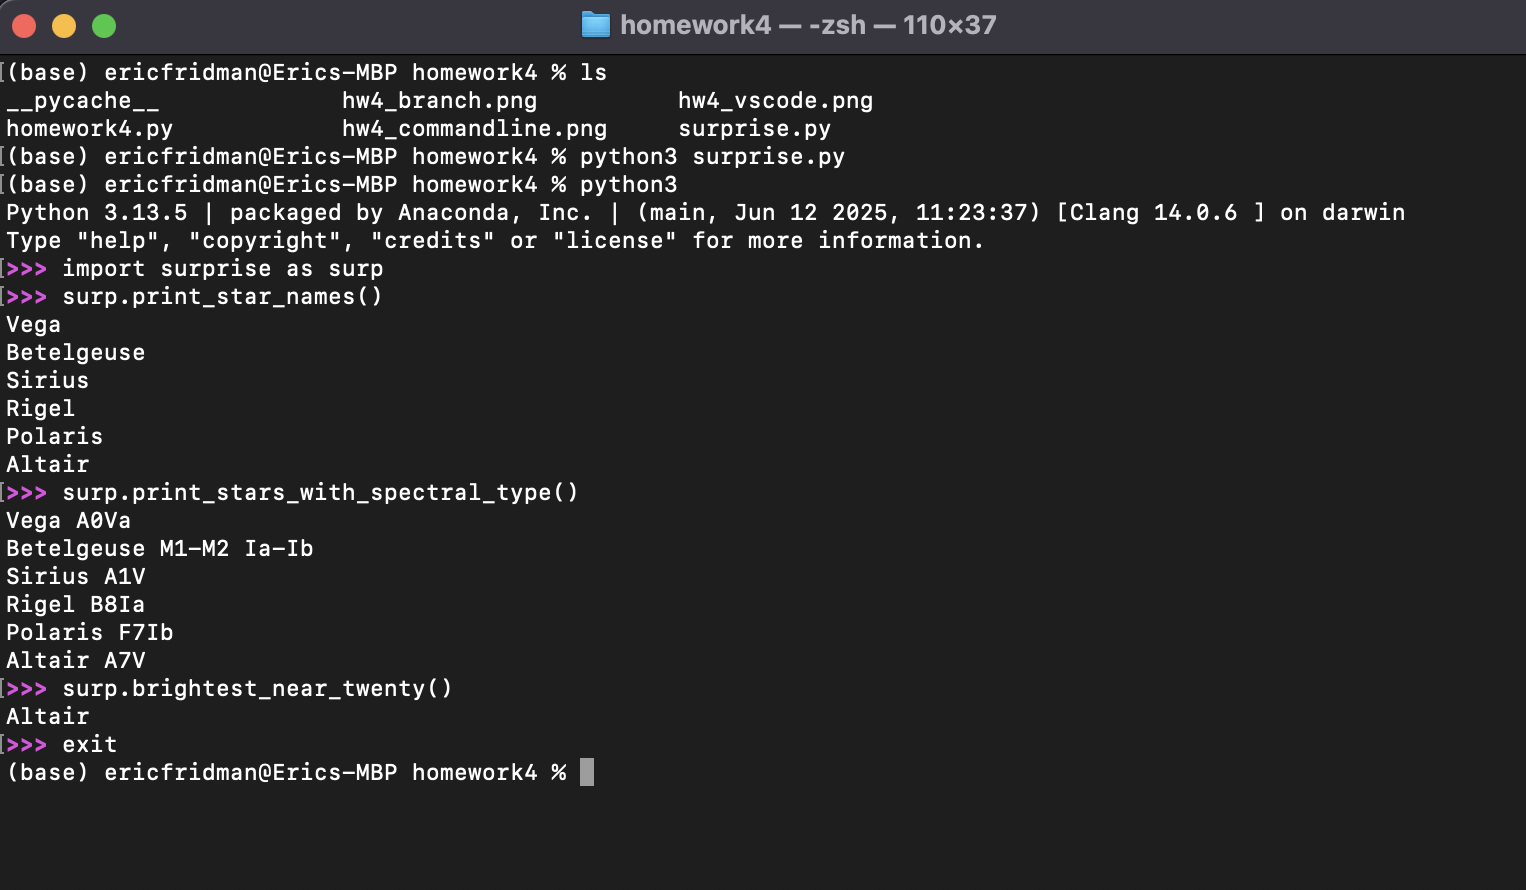 homework4 — -zsh — 110×37
(base) ericfridman@Erics-MBP homework4 % ls
__pycache__             hw4_branch.png          hw4_vscode.png
homework4.py            hw4_commandline.png     surprise.py
(base) ericfridman@Erics-MBP homework4 % python3 surprise.py
(base) ericfridman@Erics-MBP homework4 % python3
Python 3.13.5 | packaged by Anaconda, Inc. | (main, Jun 12 2025, 11:23:37) [Clang 14.0.6 ] on darwin
Type "help", "copyright", "credits" or "license" for more information.
>>> import surprise as surp
>>> surp.print_star_names()
Vega
Betelgeuse
Sirius
Rigel
Polaris
Altair
>>> surp.print_stars_with_spectral_type()
Vega A0Va
Betelgeuse M1–M2 Ia–Ib
Sirius A1V
Rigel B8Ia
Polaris F7Ib
Altair A7V
>>> surp.brightest_near_twenty()
Altair
>>> exit
(base) ericfridman@Erics-MBP homework4 %